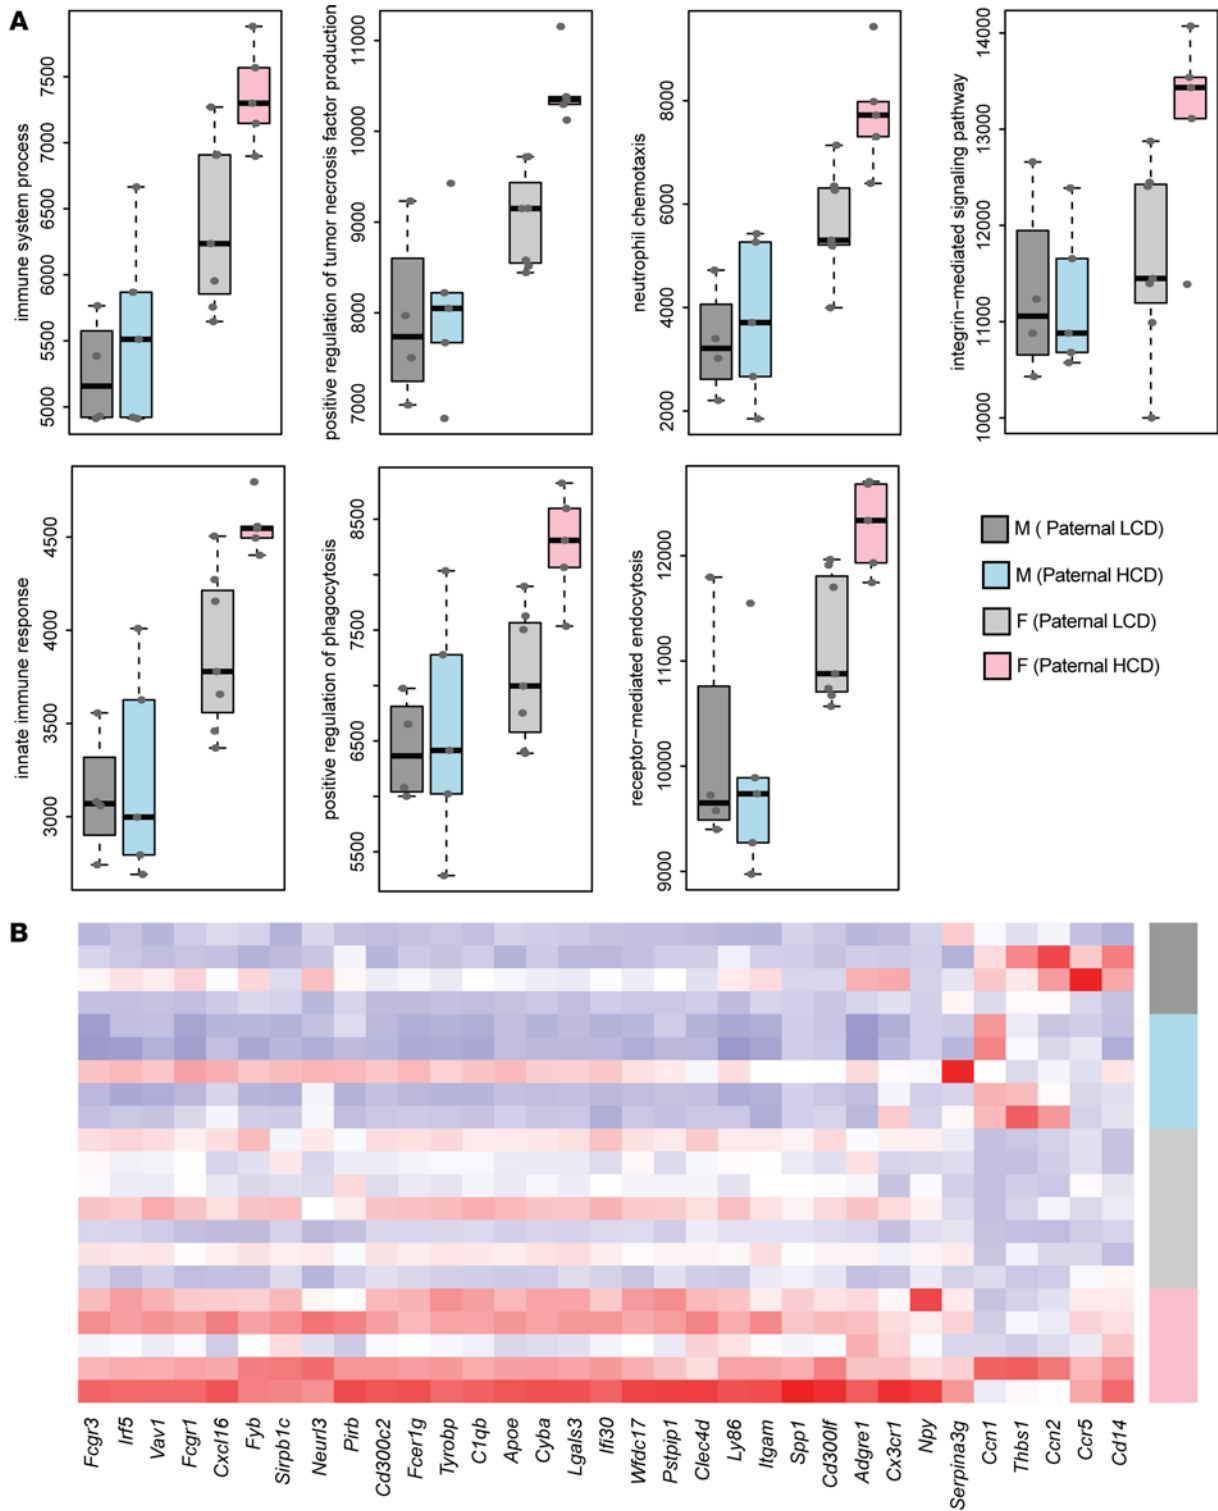 A
immune system process
5000 5500 6000 6500 7000 7500
positive regulation of tumor necrosis factor production
7000 8000 9000 10000 11000
neutrophil chemotaxis
2000 4000 6000 8000
integrin-mediated signaling pathway
10000 11000 12000 13000 14000
innate immune response
3000 3500 4000 4500
positive regulation of phagocytosis
5500 6500 7500 8500
receptor-mediated endocytosis
9000 10000 11000 12000
M ( Paternal LCD)
M (Paternal HCD)
F (Paternal LCD)
F (Paternal HCD)
B
Fcgr3
Irf5
Vav1
Fcgr1
Cxcl16
Fyb
Sirpb1c
Neurl3
Pirb
Cd300c2
Fcer1g
Tyrobp
C1qb
Apoe
Cyba
Lgals3
Ifi30
Wfdc17
Pstpip1
Clec4d
Ly86
Itgam
Spp1
Cd300lf
Adgre1
Cx3cr1
Npy
Serpina3g
Ccn1
Thbs1
Ccn2
Ccr5
Cd14